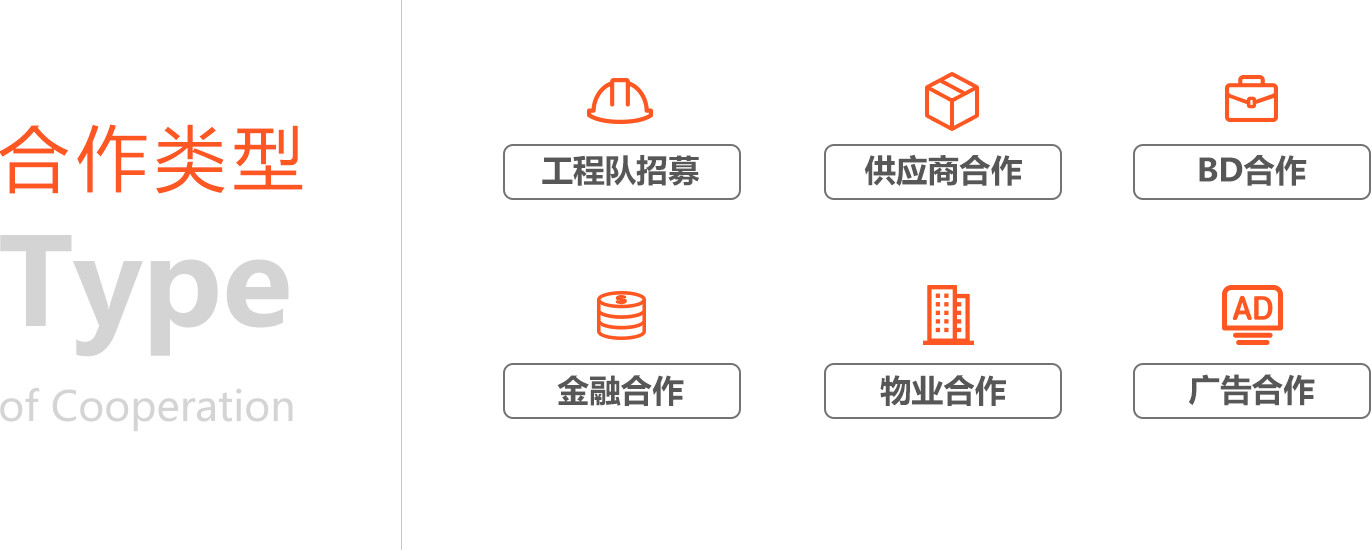 合作类型
Type
of Cooperation
工程队招募
供应商合作
BD合作
金融合作
AD
物业合作
广告合作